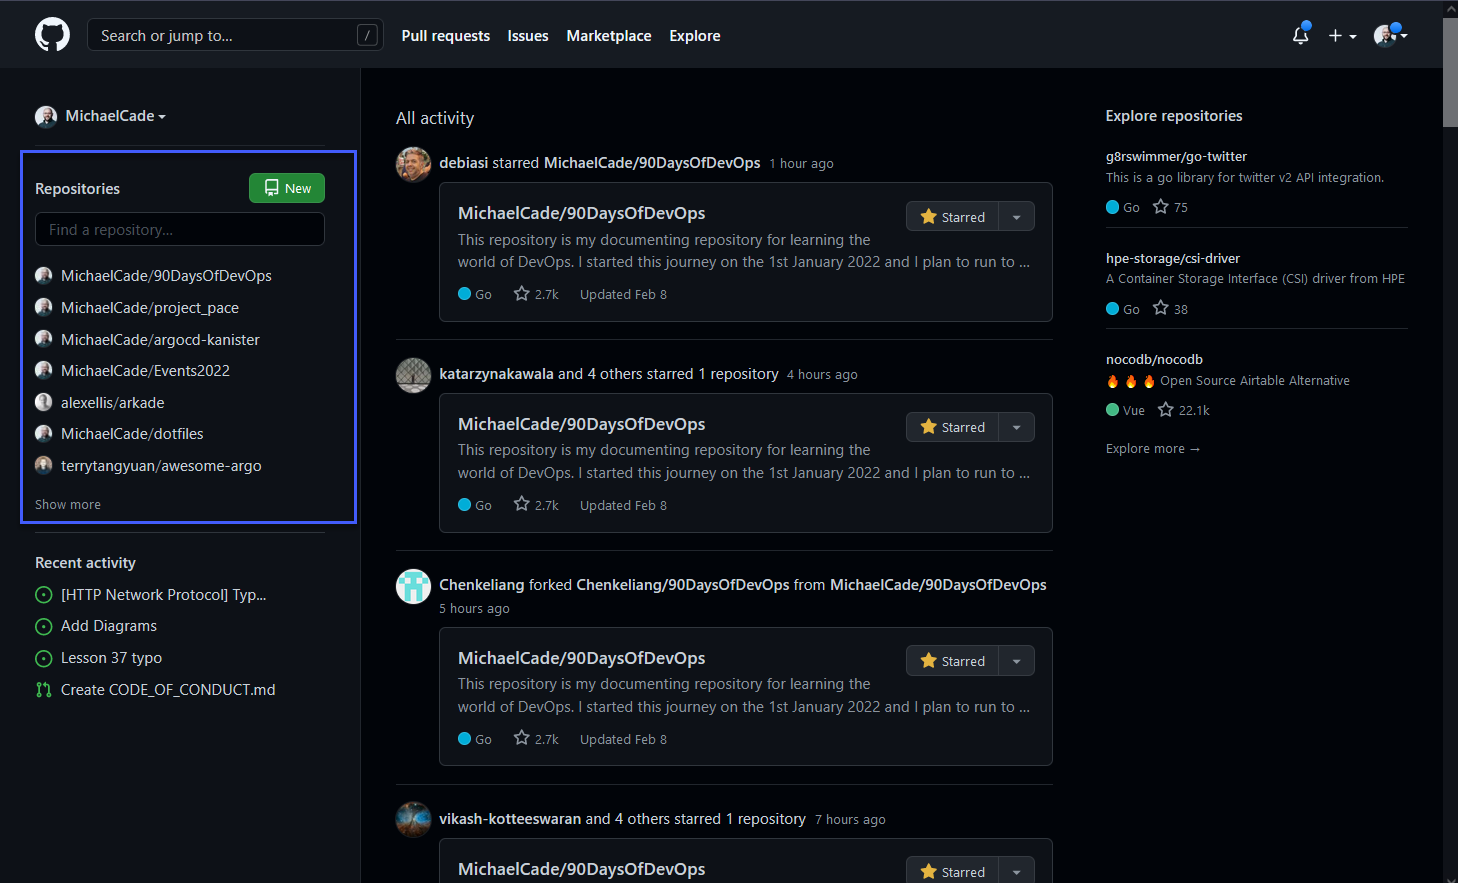 Search or jump to...
/
Pull requests
Issues
Marketplace
Explore
MichaelCade
Repositories
New
Find a repository...
MichaelCade/90DaysOfDevOps
MichaelCade/project_pace
MichaelCade/argocd-kanister
MichaelCade/Events2022
alexellis/arkade
MichaelCade/dotfiles
terrytangyuan/awesome-argo
Show more
Recent activity
[HTTP Network Protocol] Typ...
Add Diagrams
Lesson 37 typo
Create CODE_OF_CONDUCT.md
All activity
debiasi starred MichaelCade/90DaysOfDevOps 1 hour ago
MichaelCade/90DaysOfDevOps
Starred
This repository is my documenting repository for learning the
world of DevOps. I started this journey on the 1st January 2022 and I plan to run to ...
Go 2.7k Updated Feb 8
katarzynakawala and 4 others starred 1 repository 4 hours ago
MichaelCade/90DaysOfDevOps
Starred
This repository is my documenting repository for learning the
world of DevOps. I started this journey on the 1st January 2022 and I plan to run to ...
Go 2.7k Updated Feb 8
Chenkeliang forked Chenkeliang/90DaysOfDevOps from MichaelCade/90DaysOfDevOps
5 hours ago
MichaelCade/90DaysOfDevOps
Starred
This repository is my documenting repository for learning the
world of DevOps. I started this journey on the 1st January 2022 and I plan to run to ...
Go 2.7k Updated Feb 8
vikash-kotteeswaran and 4 others starred 1 repository 7 hours ago
MichaelCade/90DaysOfDevOps
Starred
Explore repositories
g8rswimmer/go-twitter
This is a go library for twitter v2 API integration.
Go 75
hpe-storage/csi-driver
A Container Storage Interface (CSI) driver from HPE
Go 38
nocodb/nocodb
🔥 🔥 🔥 Open Source Airtable Alternative
Vue 22.1k
Explore more →